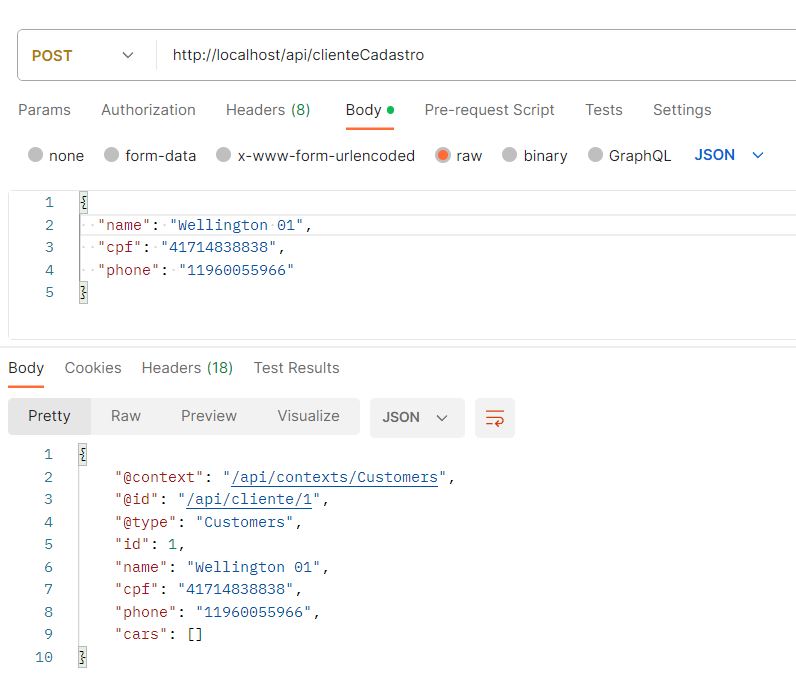 POST http://localhost/api/clienteCadastro
Params Authorization Headers (8) Body Pre-request Script Tests Settings
none form-data x-www-form-urlencoded raw binary GraphQL JSON
1 {
2 "name": "Wellington 01",
3 "cpf": "41714838838",
4 "phone": "11960055966"
5 }
Body Cookies Headers (18) Test Results
Pretty Raw Preview Visualize JSON
1 {
2 "@context": "/api/contexts/Customers",
3 "@id": "/api/cliente/1",
4 "@type": "Customers",
5 "id": 1,
6 "name": "Wellington 01",
7 "cpf": "41714838838",
8 "phone": "11960055966",
9 "cars": []
10 }